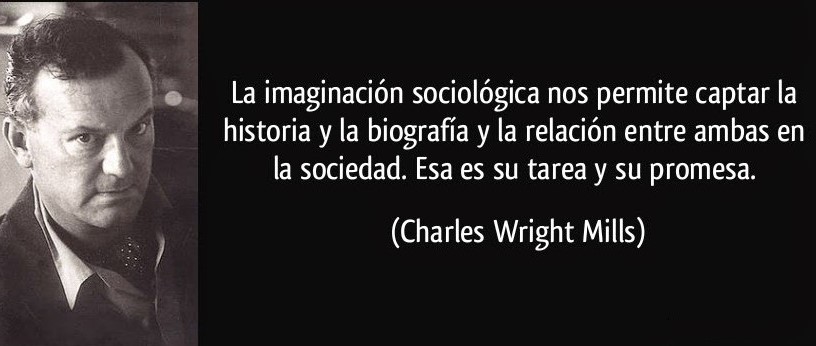 La imaginación sociológica nos permite captar la
historia y la biografía y la relación entre ambas en
la sociedad. Esa es su tarea y su promesa.
(Charles Wright Mills)